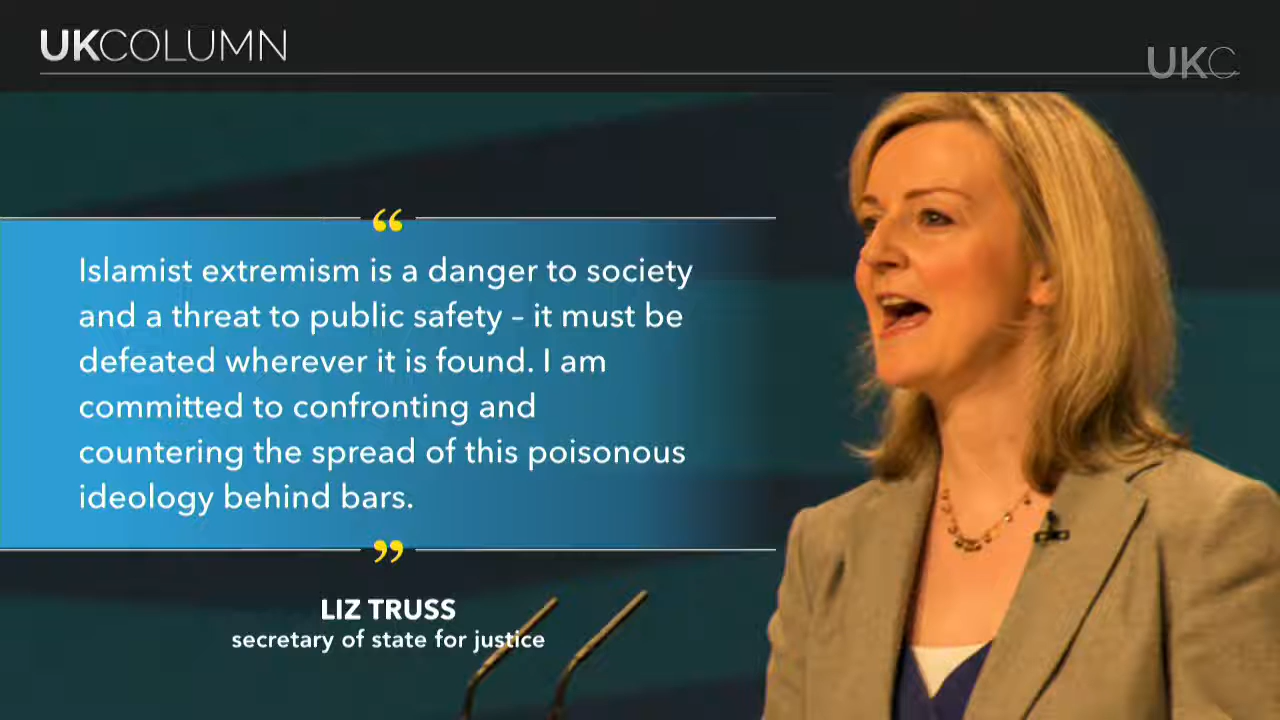 UKCOLUMN
UKC
“
Islamist extremism is a danger to society
and a threat to public safety – it must be
defeated wherever it is found. I am
committed to confronting and
countering the spread of this poisonous
ideology behind bars.
”
LIZ TRUSS
secretary of state for justice